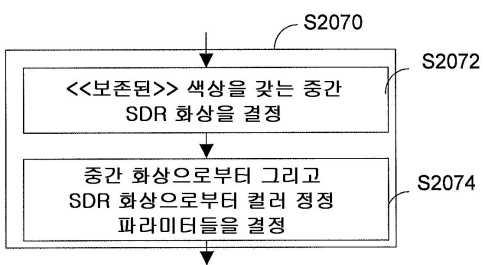 S2070
S2072
<<보존된>> 색상을 갖는 중간
SDR 화상을 결정
중간 화상으로부터 그리고
SDR 화상으로부터 컬러 정정
파라미터들을 결정
S2074